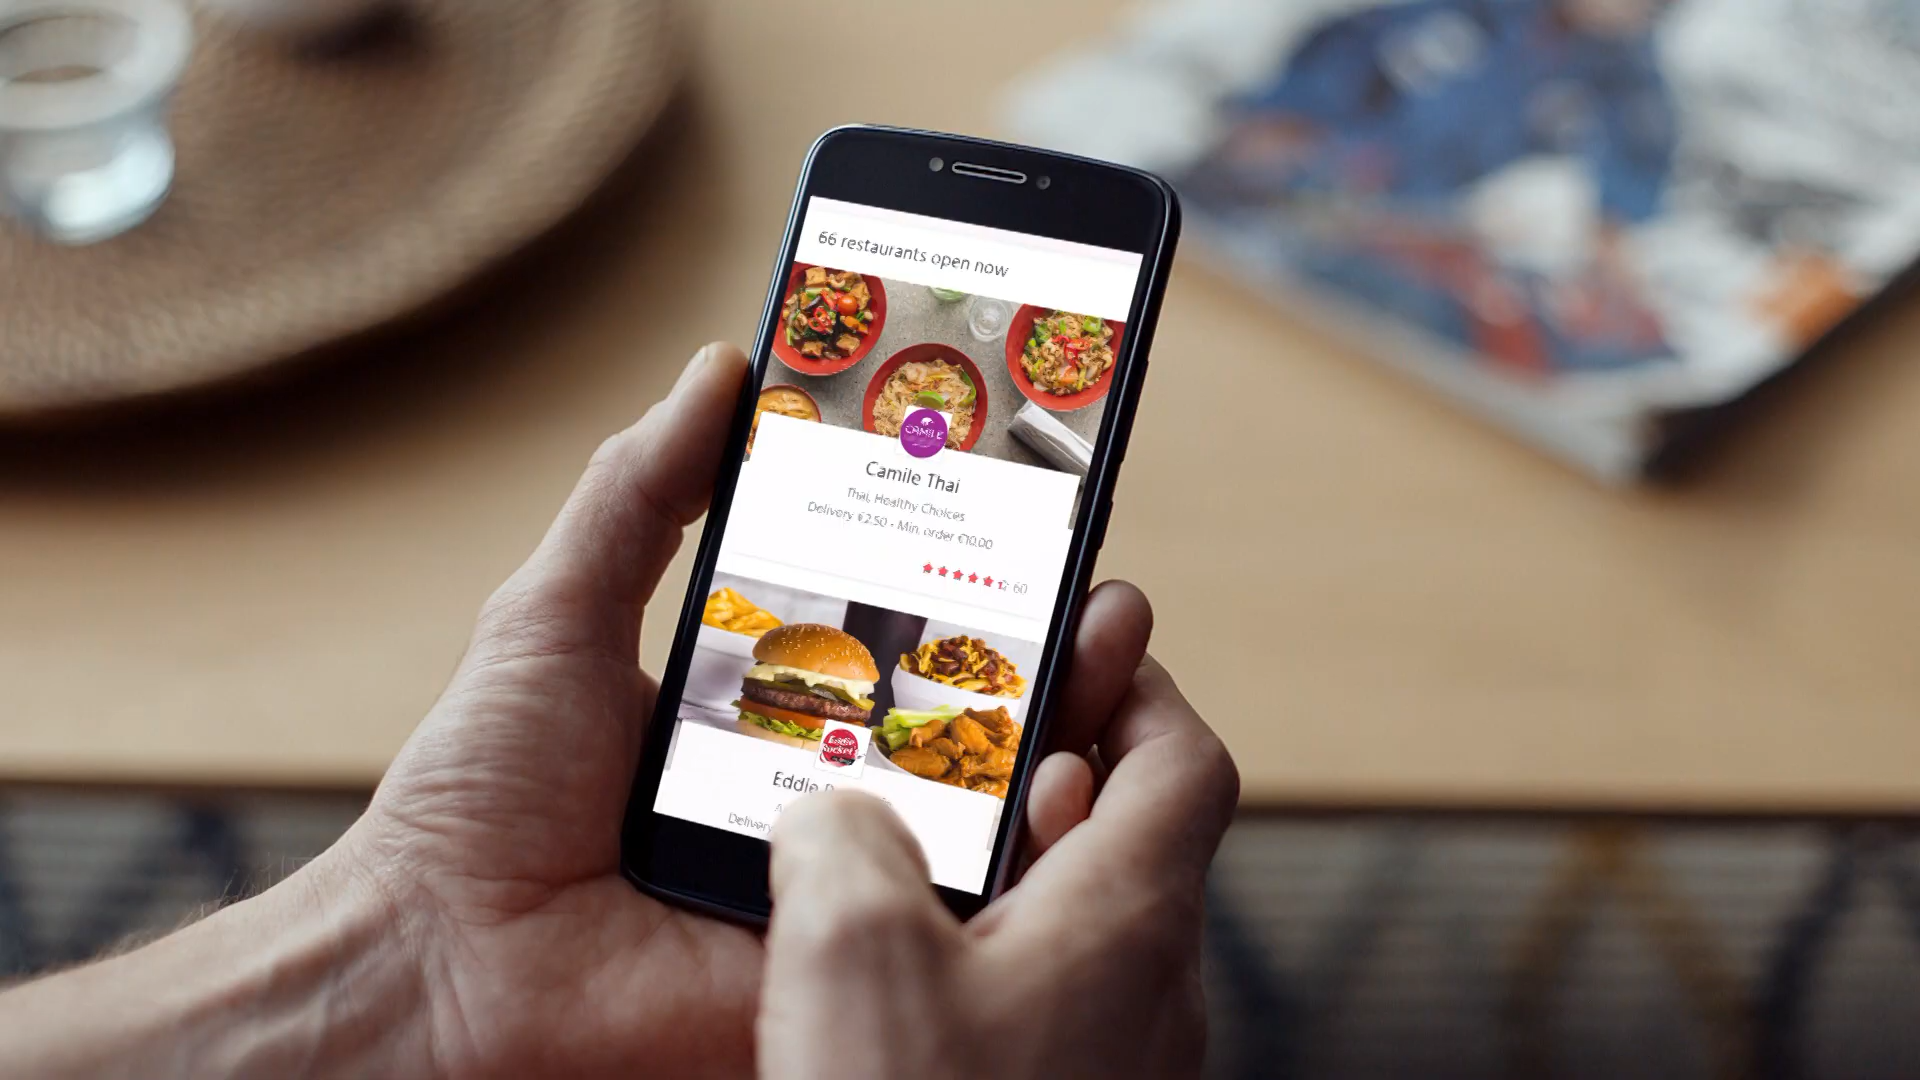 66 restaurants open now
CAMILE
Camile Thai
Thai, Healthy Choices
Delivery €2.50 - Min. order €10.00
60
Eddie Rocket's
Eddie
Delivery